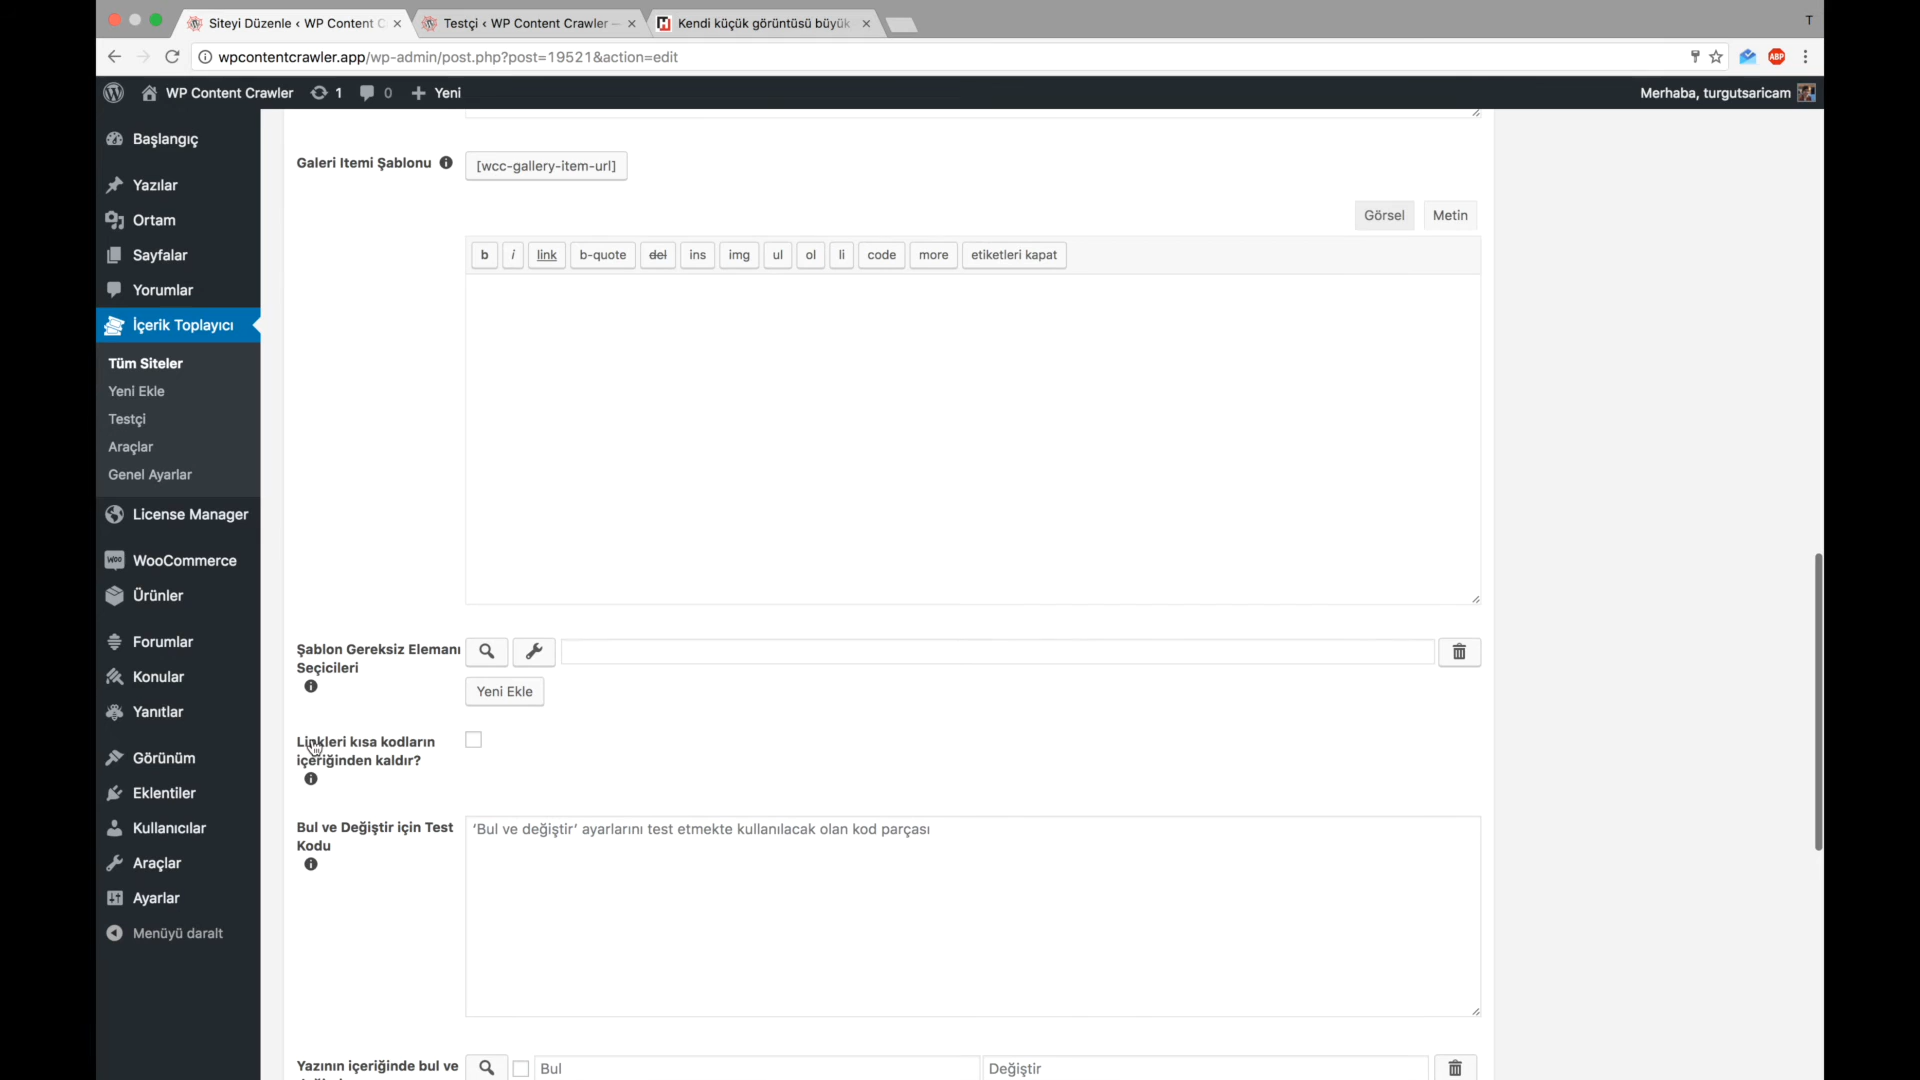 Siteyi Düzenle ‹ WP Content C
Testçi ‹ WP Content Crawler —
Kendi küçük görüntüsü büyük
T
wpcontentcrawler.app/wp-admin/post.php?post=19521&action=edit
ABP
WP Content Crawler
1
0
Yeni
Merhaba, turgutsaricam
Başlangıç
Yazılar
Ortam
Sayfalar
Yorumlar
İçerik Toplayıcı
Tüm Siteler
Yeni Ekle
Testçi
Araçlar
Genel Ayarlar
License Manager
WooCommerce
Ürünler
Forumlar
Konular
Yanıtlar
Görünüm
Eklentiler
Kullanıcılar
Araçlar
Ayarlar
Menüyü daralt
Galeri Itemi Şablonu
[wcc-gallery-item-url]
Görsel
Metin
b i link b-quote del ins img ul ol li code more etiketleri kapat
Şablon Gereksiz Elemanı
Seçicileri
Yeni Ekle
Linkleri kısa kodların
içeriğinden kaldır?
Bul ve Değiştir için Test
Kodu
'Bul ve değiştir' ayarlarını test etmekte kullanılacak olan kod parçası
Yazının içeriğinde bul ve
Bul
Değiştir